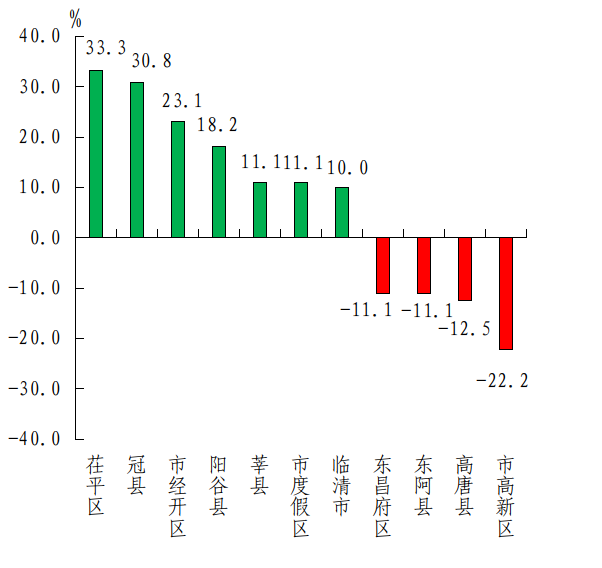 %
40.0
30.0
20.0
10.0
0.0
-10.0
-20.0
-30.0
-40.0
33.3
30.8
23.1
18.2
11.1
11.1
10.0
-11.1
-11.1
-12.5
-22.2
茌平区
冠县
市经开区
阳谷县
莘县
市度假区
临清市
东昌府区
东阿县
高唐县
市高新区